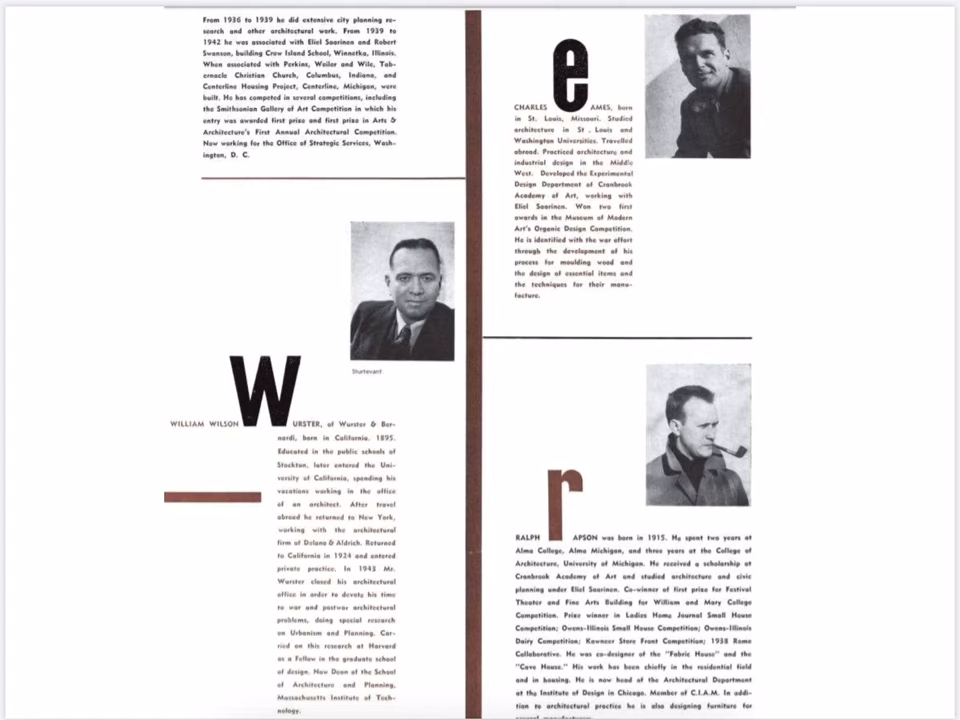 From 1936 to 1939 he did extensive city planning re-
search and other architectural work. From 1939 to
1942 he was associated with Eliel Saarinen and Robert
Swanson, building Crow Island School, Winnetka, Illinois.
When associated with Perkins, Weiler and Wile, Tab-
ernacle Christian Church, Columbus, Indiana, and
Centerline Housing Project, Centerline, Michigan, were
built. He has competed in several competitions, including
the Smithsonian Gallery of Art Competition in which his
entry was awarded first prize and first prize in Arts &
Architecture's First Annual Architectural Competition.
Now working for the Office of Strategic Services, Wash-
ington, D. C.
Sturtevant
WILLIAM WILSON WURSTER, of Wurster & Ber-
nardi, born in California. 1895.
Educated in the public schools of
Stockton, later entered the Uni-
versity of California, spending his
vacations working in the office
of an architect. After travel
abroad he returned to New York,
working with the architectural
firm of Delano & Aldrich. Returned
to California in 1924 and entered
private practice. In 1943 Mr.
Wurster closed his architectural
office in order to devote his time
to war and postwar architectural
problems, doing special research
on Urbanism and Planning. Car-
ried on this research at Harvard
as a Fellow in the graduate school
of design. Now Dean of the School
of Architecture and Planning,
Massachusetts Institute of Tech-
nology.
CHARLES eAMES, born
in St. Louis, Missouri. Studied
architecture in St . Louis and
Washington Universities. Travelled
abroad. Practiced architecture and
industrial design in the Middle
West. Developed the Experimental
Design Department of Cranbrook
Academy of Art, working with
Eliel Saarinen. Won two first
awards in the Museum of Modern
Art's Organic Design Competition.
He is identified with the war effort
through the development of his
process for moulding wood and
the design of essential items and
the techniques for their manu-
facture.
RALPH rAPSON was born in 1915. He spent two years at
Alma College, Alma Michigan, and three years at the College of
Architecture, University of Michigan. He received a scholarship at
Cranbrook Academy of Art and studied architecture and civic
planning under Eliel Saarinen. Co-winner of first prize for Festival
Theater and Fine Arts Building for William and Mary College
Competition. Prize winner in Ladies Home Journal Small House
Competition; Owens-Illinois Small House Competition; Owens-Illinois
Dairy Competition; Kawneer Store Front Competition; 1938 Rome
Collaborative. He was co-designer of the "Fabric House" and the
"Cave House." His work has been chiefly in the residential field
and in housing. He is now head of the Architectural Department
at the Institute of Design in Chicago. Member of C.I.A.M. In addi-
tion to architectural practice he is also designing furniture for